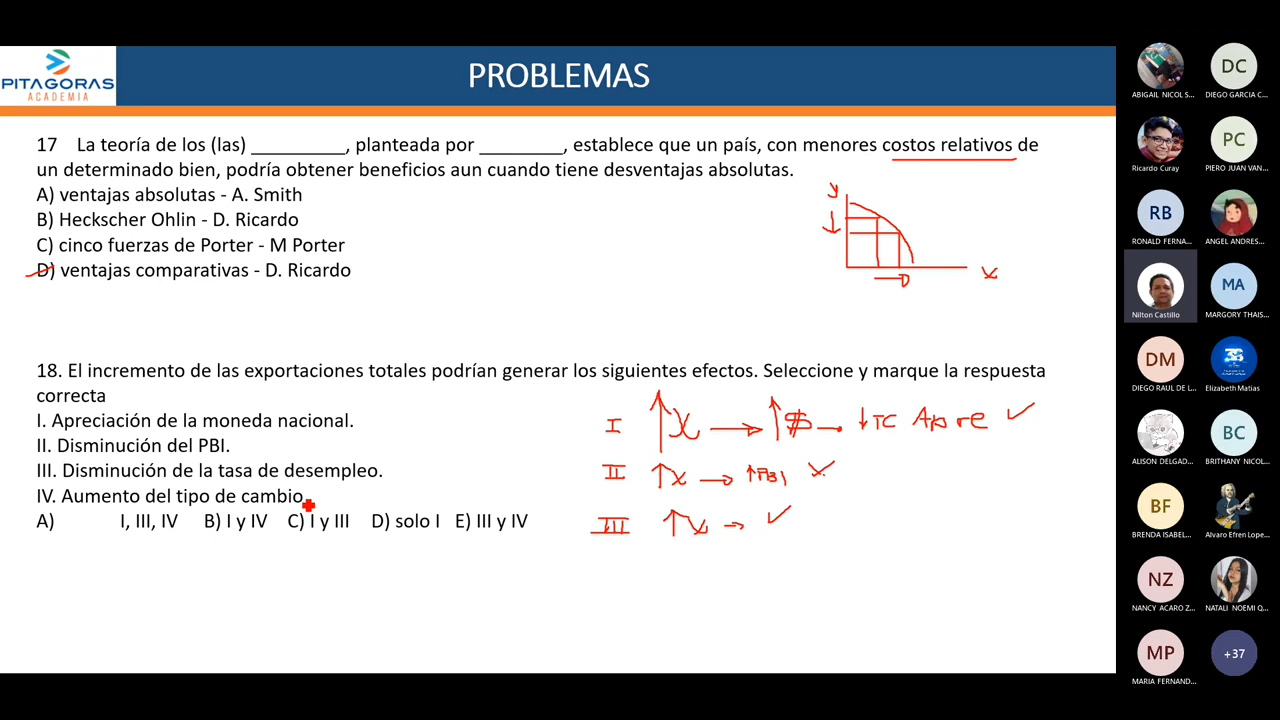 PITAGORAS
ACADEMIA
PROBLEMAS
17 La teoría de los (las) __________, planteada por _________, establece que un país, con menores costos relativos de
un determinado bien, podría obtener beneficios aun cuando tiene desventajas absolutas.
A) ventajas absolutas - A. Smith
B) Heckscher Ohlin - D. Ricardo
C) cinco fuerzas de Porter - M Porter
D) ventajas comparativas - D. Ricardo
y
x
18. El incremento de las exportaciones totales podrían generar los siguientes efectos. Seleccione y marque la respuesta
correcta
I. Apreciación de la moneda nacional.
II. Disminución del PBI.
III. Disminución de la tasa de desempleo.
IV. Aumento del tipo de cambio.
A) I, III, IV B) I y IV C) I y III D) solo I E) III y IV
I ↑X → ↑$ → ↓TC Apre ✓
II ↑X → ↑PBI
III ↑X → ✓
ABIGAIL NICOL S...
DC
DIEGO GARCIA C...
Ricardo Curay
PC
PIERO JUAN VAN...
RB
RONALD FERNA...
ANGEL ANDRES...
Nilton Castillo
MA
MARGORY THAIS...
DM
DIEGO RAUL DE L...
Elizabeth Matias
ALISON DELGAD...
BC
BRITHANY NICOL...
BF
BRENDA ISABEL...
Alvaro Efren Lope...
NZ
NANCY ACARO Z...
NATALI NOEMI Q...
MP
MARIA FERNAND...
+37